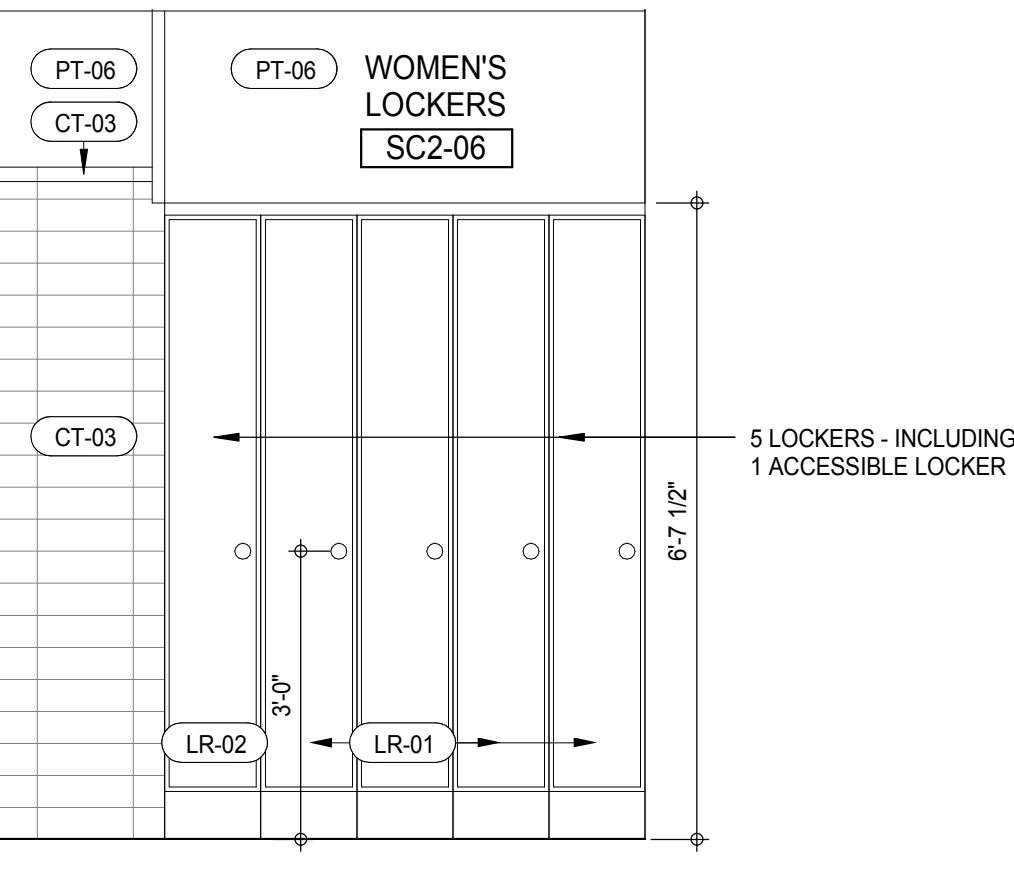 PT-06
CT-03
PT-06
WOMEN'S
LOCKERS
SC2-06
CT-03
5 LOCKERS - INCLUDING
1 ACCESSIBLE LOCKER
6'-7 1/2"
3'-0"
LR-02
LR-01